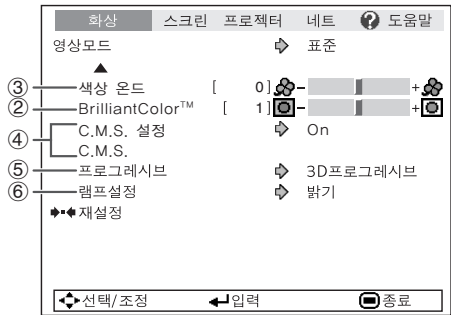 화상 스크린 프로젝터 네트 ? 도움말
영상모드 표준
③ 색상 온드 [ 0] - +
② BrilliantColor™ [ 1] - +
④ C.M.S. 설정 On
C.M.S.
⑤ 프로그레시브 3D프로그레시브
⑥ 램프설정 밝기
재설정
선택/조정 입력 종료